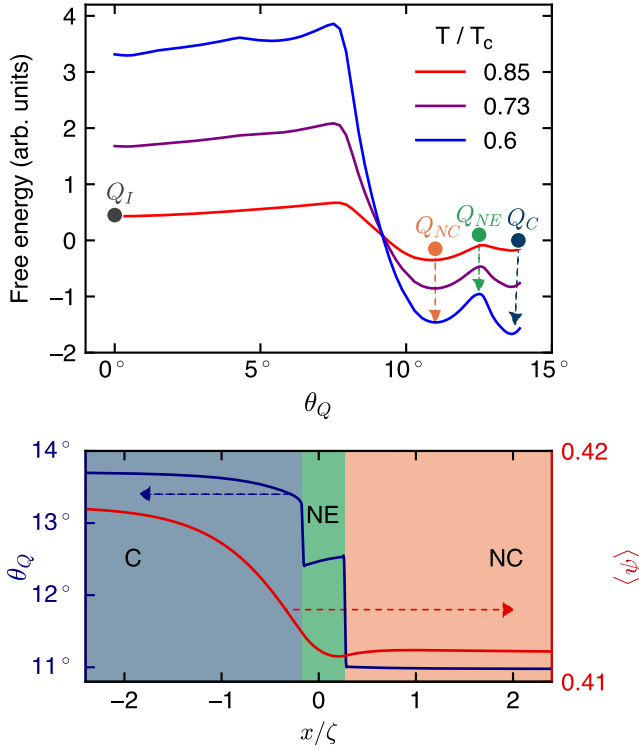 Free energy (arb. units)
4
3
2
1
0
−1
−2
T / T_c
0.85
0.73
0.6
Q_I
Q_NC
Q_NE
Q_C
0° 5° 10° 15°
θ_Q
14°
13°
12°
11°
θ_Q
C
NE
NC
0.42
0.41
⟨ψ⟩
−2 −1 0 1 2
x/ζ